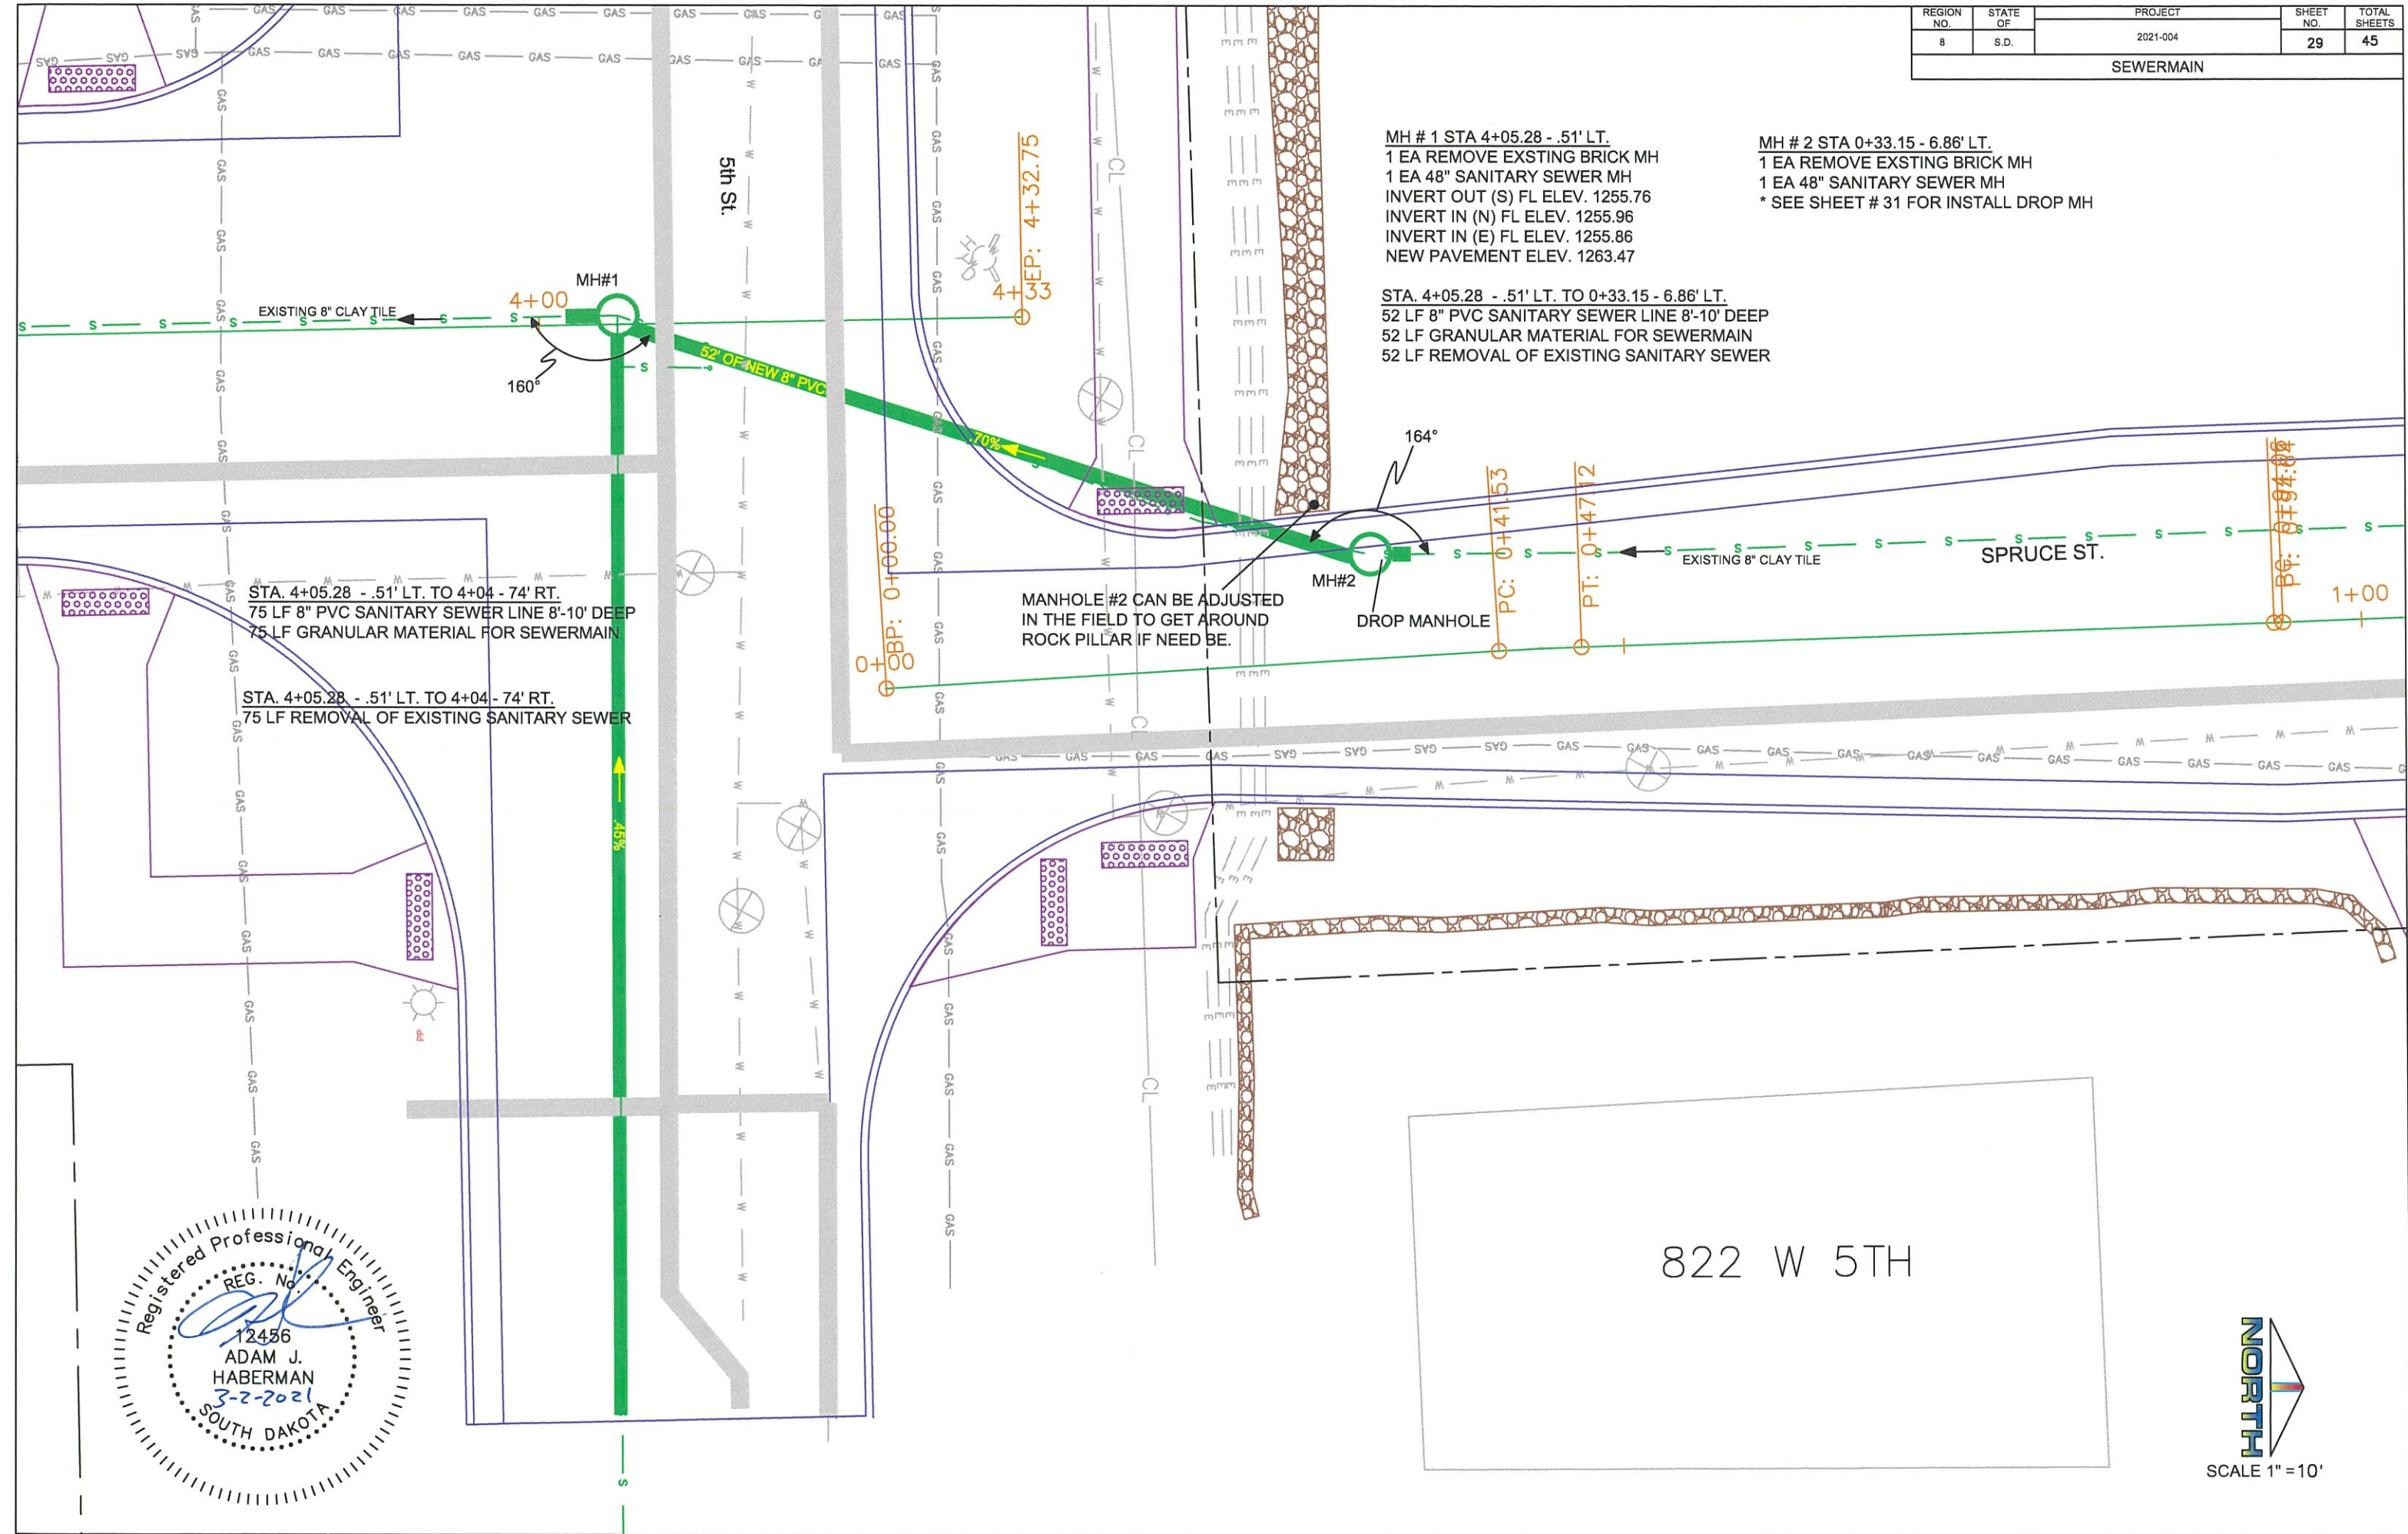 REGION NO.
STATE OF
PROJECT
SHEET NO.
TOTAL SHEETS
8
S.D.
2021-004
29
45
SEWERMAIN
MH # 1 STA 4+05.28 - .51' LT.
1 EA REMOVE EXSTING BRICK MH
1 EA 48" SANITARY SEWER MH
INVERT OUT (S) FL ELEV. 1255.76
INVERT IN (N) FL ELEV. 1255.96
INVERT IN (E) FL ELEV. 1255.86
NEW PAVEMENT ELEV. 1263.47
MH # 2 STA 0+33.15 - 6.86' LT.
1 EA REMOVE EXSTING BRICK MH
1 EA 48" SANITARY SEWER MH
* SEE SHEET # 31 FOR INSTALL DROP MH
STA. 4+05.28 - .51' LT. TO 0+33.15 - 6.86' LT.
52 LF 8" PVC SANITARY SEWER LINE 8'-10' DEEP
52 LF GRANULAR MATERIAL FOR SEWERMAIN
52 LF REMOVAL OF EXISTING SANITARY SEWER
5th St.
EP: 4+32.75
4+33
MH#1
4+00
EXISTING 8" CLAY TILE
160°
52' OF NEW 8" PVC
.70%
164°
MH#2
DROP MANHOLE
PC: 0+41.53
PT: 0+47.12
EXISTING 8" CLAY TILE
SPRUCE ST.
1+00
BP: 0+00.00
0+00
MANHOLE #2 CAN BE ADJUSTED
IN THE FIELD TO GET AROUND
ROCK PILLAR IF NEED BE.
STA. 4+05.28 - .51' LT. TO 4+04 - 74' RT.
75 LF 8" PVC SANITARY SEWER LINE 8'-10' DEEP
75 LF GRANULAR MATERIAL FOR SEWERMAIN
STA. 4+05.28 - .51' LT. TO 4+04 - 74' RT.
75 LF REMOVAL OF EXISTING SANITARY SEWER
.45%
GAS
W
CL
E
S
PP
822 W 5TH
Registered Professional Engineer
REG. No.
12456
ADAM J.
HABERMAN
3-2-2021
SOUTH DAKOTA
NORTH
SCALE 1" =10'